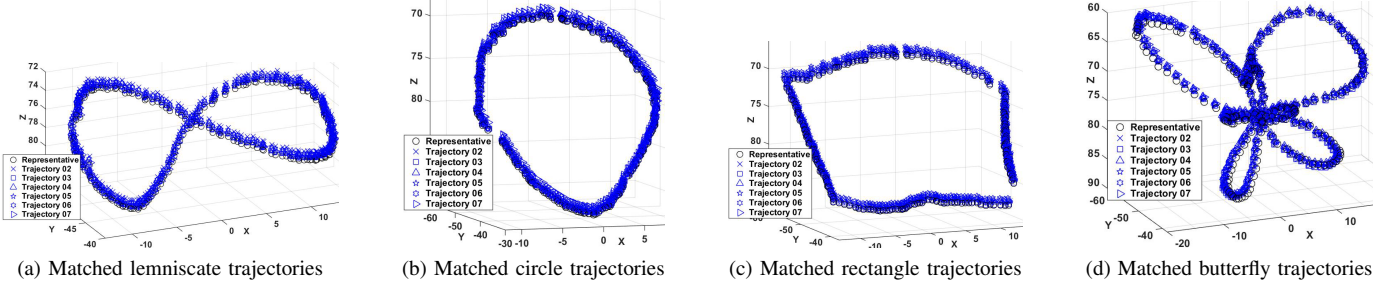 72
74
76
78
80
Z
Representative
Trajectory 02
Trajectory 03
Trajectory 04
Trajectory 05
Trajectory 06
Trajectory 07
Y
-45
-40
-10
-5
0
X
5
10
(a) Matched lemniscate trajectories
70
75
80
Z
Representative
Trajectory 02
Trajectory 03
Trajectory 04
Trajectory 05
Trajectory 06
Trajectory 07
-60
-50
Y
-40
-30
-10
-5
0
X
5
(b) Matched circle trajectories
70
75
80
Z
Representative
Trajectory 02
Trajectory 03
Trajectory 04
Trajectory 05
Trajectory 06
Trajectory 07
-50
Y
-40
-10
-5
0
X
5
10
(c) Matched rectangle trajectories
60
65
70
75
80
85
90
Z
Representative
Trajectory 02
Trajectory 03
Trajectory 04
Trajectory 05
Trajectory 06
Trajectory 07
-60
-50
Y
-40
-20
-10
0
X
10
(d) Matched butterfly trajectories